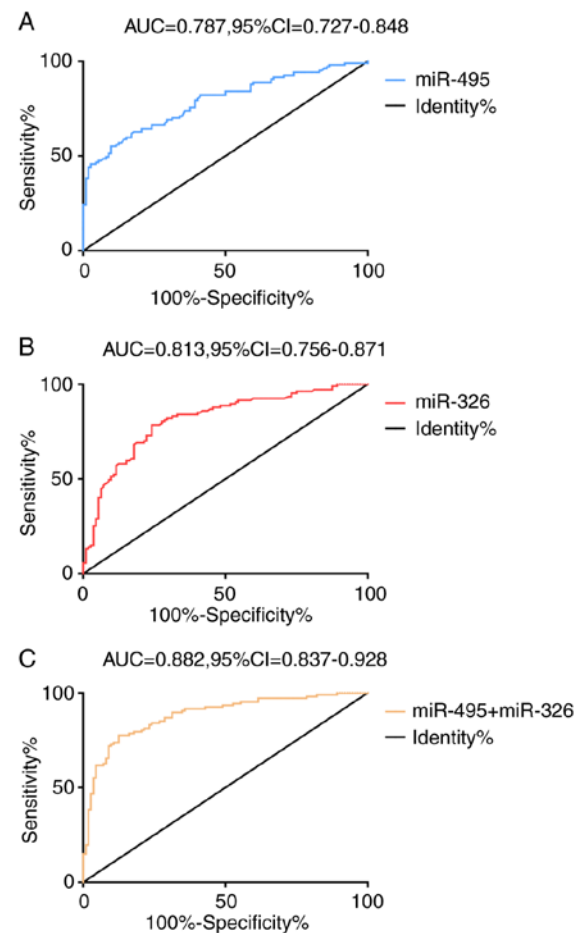 A
AUC=0.787,95%CI=0.727-0.848
100
50
0
Sensitivity%
0 50 100
100%-Specificity%
miR-495
Identity%
B
AUC=0.813,95%CI=0.756-0.871
100
50
0
Sensitivity%
0 50 100
100%-Specificity%
miR-326
Identity%
C
AUC=0.882,95%CI=0.837-0.928
100
50
0
Sensitivity%
0 50 100
100%-Specificity%
miR-495+miR-326
Identity%